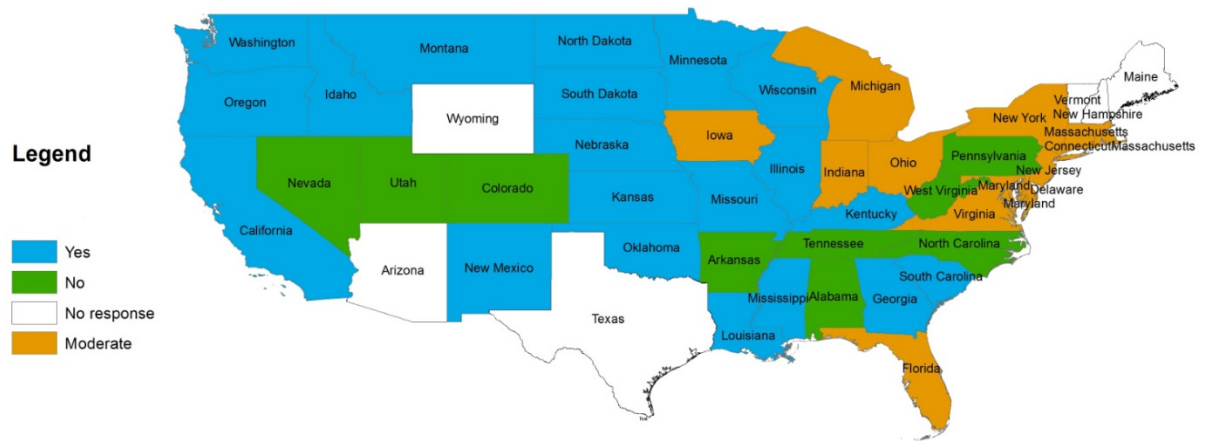 Legend
Yes
No
No response
Moderate
Washington
Montana
North Dakota
Minnesota
Oregon
Idaho
South Dakota
Wisconsin
Michigan
Maine
Vermont
New Hampshire
Wyoming
Iowa
New York
Massachusetts
ConnecticutMassachusetts
Nebraska
Illinois
Indiana
Ohio
Pennsylvania
New Jersey
Nevada
Utah
Colorado
Kansas
Missouri
West Virginia
Maryland
Delaware
Maryland
Kentucky
Virginia
California
Oklahoma
Tennessee
North Carolina
Arizona
New Mexico
Arkansas
South Carolina
Texas
Mississippi
Alabama
Georgia
Louisiana
Florida